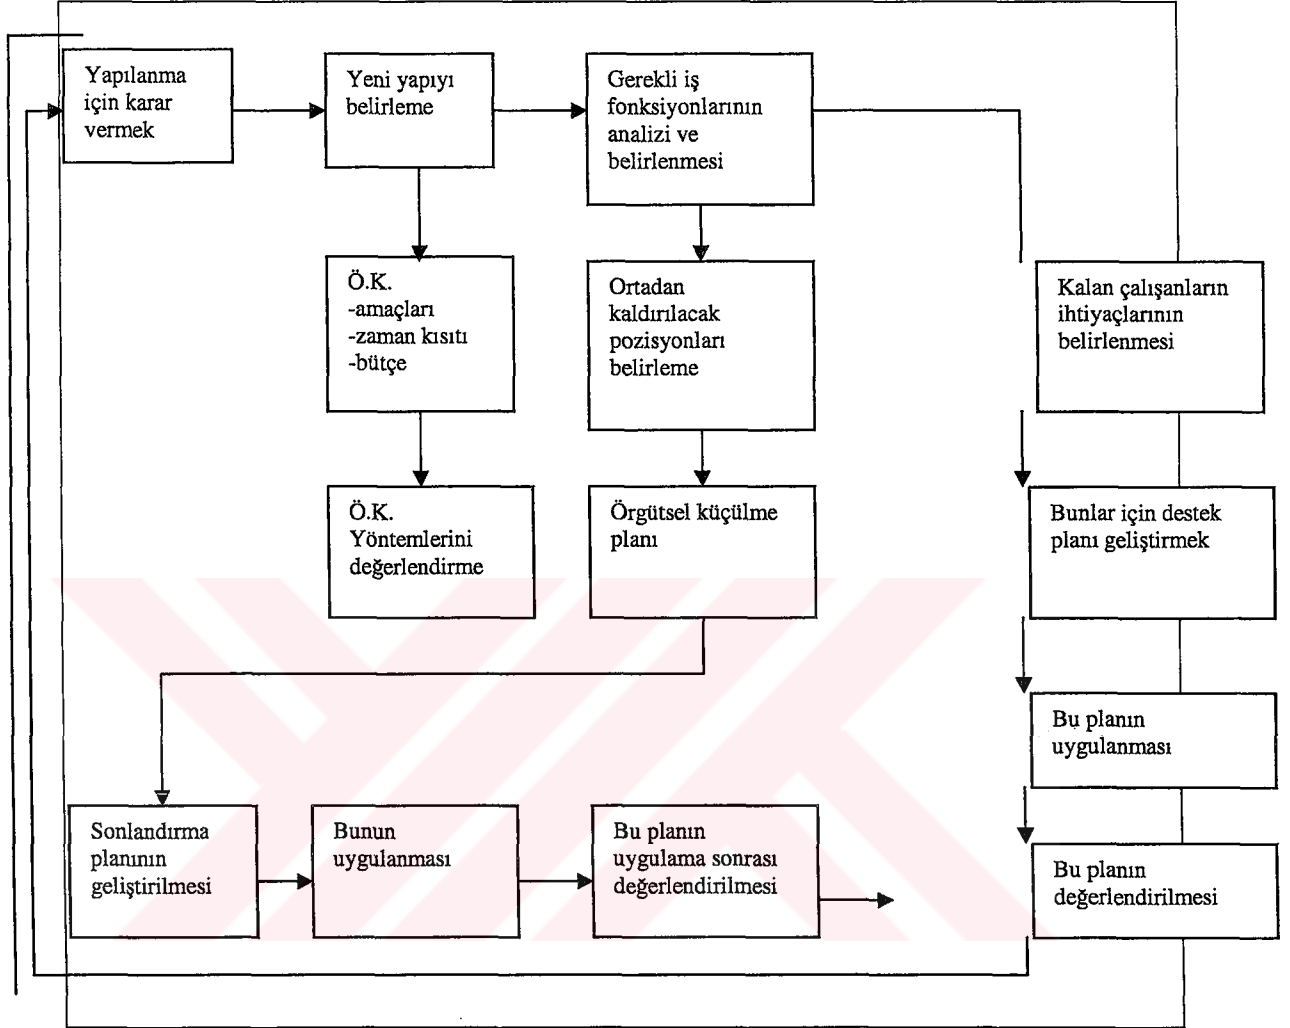 Yapılanma
için karar
vermek
Yeni yapıyı
belirleme
Gerekli iş
fonksiyonlarının
analizi ve
belirlenmesi
Ö.K.
-amaçları
-zaman kısıtı
-bütçe
Ortadan
kaldırılacak
pozisyonları
belirleme
Kalan çalışanların
ihtiyaçlarının
belirlenmesi
Ö.K.
Yöntemlerini
değerlendirme
Örgütsel küçülme
planı
Bunlar için destek
planı geliştirmek
Bu planın
uygulanması
Sonlandırma
planının
geliştirilmesi
Bunun
uygulanması
Bu planın
uygulama sonrası
değerlendirilmesi
Bu planın
değerlendirilmesi